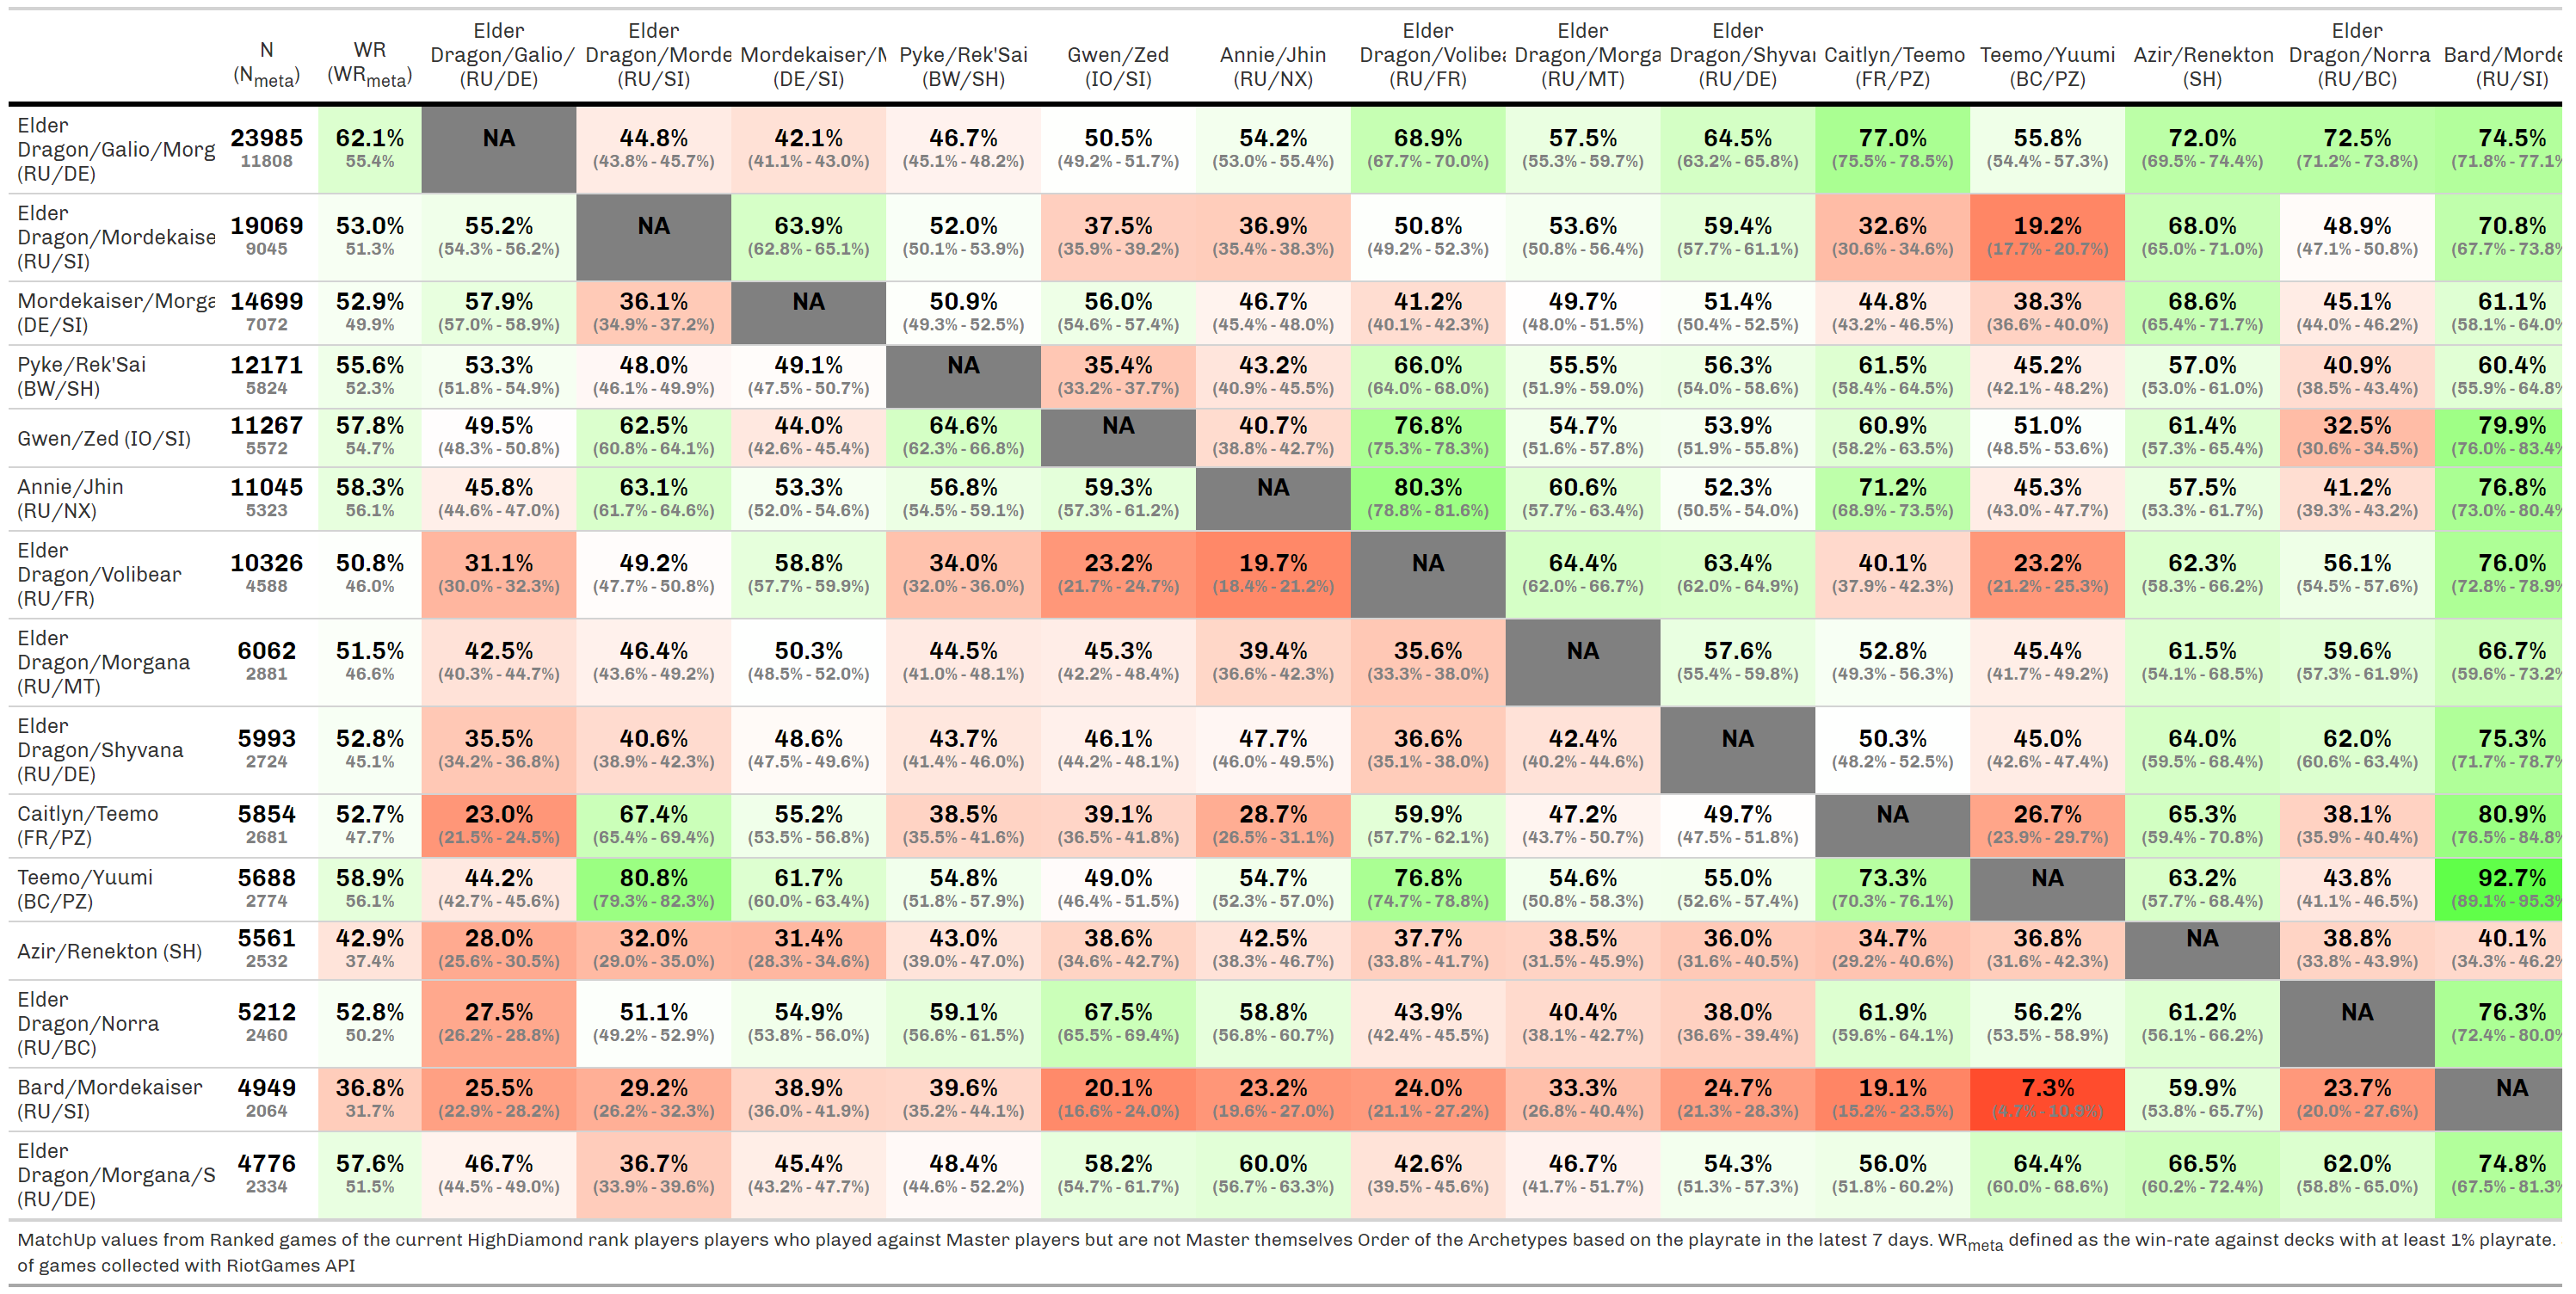 N (N_meta) WR (WR_meta) Elder Dragon/Galio/ (RU/DE) Elder Dragon/Morde (RU/SI) Mordekaiser/M (DE/SI) Pyke/Rek'Sai (BW/SH) Gwen/Zed (IO/SI) Annie/Jhin (RU/NX) Elder Dragon/Volibea (RU/FR) Elder Dragon/Morga (RU/MT) Elder Dragon/Shyvar (RU/DE) Caitlyn/Teemo (FR/PZ) Teemo/Yuumi (BC/PZ) Azir/Renekton (SH) Elder Dragon/Norra (RU/BC) Bard/Morde (RU/SI)
Elder Dragon/Galio/Morg (RU/DE) 23985 62.1% NA 44.8% 42.1% 46.7% 50.5% 54.2% 68.9% 57.5% 64.5% 77.0% 55.8% 72.0% 72.5% 74.5%
11808 55.4% (43.8% - 45.7%) (41.1% - 43.0%) (45.1% - 48.2%) (49.2% - 51.7%) (53.0% - 55.4%) (67.7% - 70.0%) (55.3% - 59.7%) (63.2% - 65.8%) (75.5% - 78.5%) (54.4% - 57.3%) (69.5% - 74.4%) (71.2% - 73.8%) (71.8% - 77.1%
Elder Dragon/Mordekaise (RU/SI) 19069 53.0% 55.2% NA 63.9% 52.0% 37.5% 36.9% 50.8% 53.6% 59.4% 32.6% 19.2% 68.0% 48.9% 70.8%
9045 51.3% (54.3% - 56.2%) (62.8% - 65.1%) (50.1% - 53.9%) (35.9% - 39.2%) (35.4% - 38.3%) (49.2% - 52.3%) (50.8% - 56.4%) (57.7% - 61.1%) (30.6% - 34.6%) (17.7% - 20.7%) (65.0% - 71.0%) (47.1% - 50.8%) (67.7% - 73.8%
Mordekaiser/Morga (DE/SI) 14699 52.9% 57.9% 36.1% NA 50.9% 56.0% 46.7% 41.2% 49.7% 51.4% 44.8% 38.3% 68.6% 45.1% 61.1%
7072 49.9% (57.0% - 58.9%) (34.9% - 37.2%) (49.3% - 52.5%) (54.6% - 57.4%) (45.4% - 48.0%) (40.1% - 42.3%) (48.0% - 51.5%) (50.4% - 52.5%) (43.2% - 46.5%) (36.6% - 40.0%) (65.4% - 71.7%) (44.0% - 46.2%) (58.1% - 64.0%
Pyke/Rek'Sai (BW/SH) 12171 55.6% 53.3% 48.0% 49.1% NA 35.4% 43.2% 66.0% 55.5% 56.3% 61.5% 45.2% 57.0% 40.9% 60.4%
5824 52.3% (51.8% - 54.9%) (46.1% - 49.9%) (47.5% - 50.7%) (33.2% - 37.7%) (40.9% - 45.5%) (64.0% - 68.0%) (51.9% - 59.0%) (54.0% - 58.6%) (58.4% - 64.5%) (42.1% - 48.2%) (53.0% - 61.0%) (38.5% - 43.4%) (55.9% - 64.8%
Gwen/Zed (IO/SI) 11267 57.8% 49.5% 62.5% 44.0% 64.6% NA 40.7% 76.8% 54.7% 53.9% 60.9% 51.0% 61.4% 32.5% 79.9%
5572 54.7% (48.3% - 50.8%) (60.8% - 64.1%) (42.6% - 45.4%) (62.3% - 66.8%) (38.8% - 42.7%) (75.3% - 78.3%) (51.6% - 57.8%) (51.9% - 55.8%) (58.2% - 63.5%) (48.5% - 53.6%) (57.3% - 65.4%) (30.6% - 34.5%) (76.0% - 83.4%
Annie/Jhin (RU/NX) 11045 58.3% 45.8% 63.1% 53.3% 56.8% 59.3% NA 80.3% 60.6% 52.3% 71.2% 45.3% 57.5% 41.2% 76.8%
5323 56.1% (44.6% - 47.0%) (61.7% - 64.6%) (52.0% - 54.6%) (54.5% - 59.1%) (57.3% - 61.2%) (78.8% - 81.6%) (57.7% - 63.4%) (50.5% - 54.0%) (68.9% - 73.5%) (43.0% - 47.7%) (53.3% - 61.7%) (39.3% - 43.2%) (73.0% - 80.4%
Elder Dragon/Volibear (RU/FR) 10326 50.8% 31.1% 49.2% 58.8% 34.0% 23.2% 19.7% NA 64.4% 63.4% 40.1% 23.2% 62.3% 56.1% 76.0%
4588 46.0% (30.0% - 32.3%) (47.7% - 50.8%) (57.7% - 59.9%) (32.0% - 36.0%) (21.7% - 24.7%) (18.4% - 21.2%) (62.0% - 66.7%) (62.0% - 64.9%) (37.9% - 42.3%) (21.2% - 25.3%) (58.3% - 66.2%) (54.5% - 57.6%) (72.8% - 78.9%
Elder Dragon/Morgana (RU/MT) 6062 51.5% 42.5% 46.4% 50.3% 44.5% 45.3% 39.4% 35.6% NA 57.6% 52.8% 45.4% 61.5% 59.6% 66.7%
2881 46.6% (40.3% - 44.7%) (43.6% - 49.2%) (48.5% - 52.0%) (41.0% - 48.1%) (42.2% - 48.4%) (36.6% - 42.3%) (33.3% - 38.0%) (55.4% - 59.8%) (49.3% - 56.3%) (41.7% - 49.2%) (54.1% - 68.5%) (57.3% - 61.9%) (59.6% - 73.2%
Elder Dragon/Shyvana (RU/DE) 5993 52.8% 35.5% 40.6% 48.6% 43.7% 46.1% 47.7% 36.6% 42.4% NA 50.3% 45.0% 64.0% 62.0% 75.3%
2724 45.1% (34.2% - 36.8%) (38.9% - 42.3%) (47.5% - 49.6%) (41.4% - 46.0%) (44.2% - 48.1%) (46.0% - 49.5%) (35.1% - 38.0%) (40.2% - 44.6%) (48.2% - 52.5%) (42.6% - 47.4%) (59.5% - 68.4%) (60.6% - 63.4%) (71.7% - 78.7%
Caitlyn/Teemo (FR/PZ) 5854 52.7% 23.0% 67.4% 55.2% 38.5% 39.1% 28.7% 59.9% 47.2% 49.7% NA 26.7% 65.3% 38.1% 80.9%
2681 47.7% (21.5% - 24.5%) (65.4% - 69.4%) (53.5% - 56.8%) (35.5% - 41.6%) (36.5% - 41.8%) (26.5% - 31.1%) (57.7% - 62.1%) (43.7% - 50.7%) (47.5% - 51.8%) (23.9% - 29.7%) (59.4% - 70.8%) (35.9% - 40.4%) (76.5% - 84.8%
Teemo/Yuumi (BC/PZ) 5688 58.9% 44.2% 80.8% 61.7% 54.8% 49.0% 54.7% 76.8% 54.6% 55.0% 73.3% NA 63.2% 43.8% 92.7%
2774 56.1% (42.7% - 45.6%) (79.3% - 82.3%) (60.0% - 63.4%) (51.8% - 57.9%) (46.4% - 51.5%) (52.3% - 57.0%) (74.7% - 78.8%) (50.8% - 58.3%) (52.6% - 57.4%) (70.3% - 76.1%) (57.7% - 68.4%) (41.1% - 46.5%) (89.1% - 95.3%
Azir/Renekton (SH) 5561 42.9% 28.0% 32.0% 31.4% 43.0% 38.6% 42.5% 37.7% 38.5% 36.0% 34.7% 36.8% NA 38.8% 40.1%
2532 37.4% (25.6% - 30.5%) (29.0% - 35.0%) (28.3% - 34.6%) (39.0% - 47.0%) (34.6% - 42.7%) (38.3% - 46.7%) (33.8% - 41.7%) (31.5% - 45.9%) (31.6% - 40.5%) (29.2% - 40.6%) (31.6% - 42.3%) (33.8% - 43.9%) (34.3% - 46.2%
Elder Dragon/Norra (RU/BC) 5212 52.8% 27.5% 51.1% 54.9% 59.1% 67.5% 58.8% 43.9% 40.4% 38.0% 61.9% 56.2% 61.2% NA 76.3%
2460 50.2% (26.2% - 28.8%) (49.2% - 52.9%) (53.8% - 56.0%) (56.6% - 61.5%) (65.5% - 69.4%) (56.8% - 60.7%) (42.4% - 45.5%) (38.1% - 42.7%) (36.6% - 39.4%) (59.6% - 64.1%) (53.5% - 58.9%) (56.1% - 66.2%) (72.4% - 80.0%
Bard/Mordekaiser (RU/SI) 4949 36.8% 25.5% 29.2% 38.9% 39.6% 20.1% 23.2% 24.0% 33.3% 24.7% 19.1% 7.3% 59.9% 23.7% NA
2064 31.7% (22.9% - 28.2%) (26.2% - 32.3%) (36.0% - 41.9%) (35.2% - 44.1%) (16.6% - 24.0%) (19.6% - 27.0%) (21.1% - 27.2%) (26.8% - 40.4%) (21.3% - 28.3%) (15.2% - 23.5%) (4.7% - 10.9%) (53.8% - 65.7%) (20.0% - 27.6%)
Elder Dragon/Morgana/S (RU/DE) 4776 57.6% 46.7% 36.7% 45.4% 48.4% 58.2% 60.0% 42.6% 46.7% 54.3% 56.0% 64.4% 66.5% 62.0% 74.8%
2334 51.5% (44.5% - 49.0%) (33.9% - 39.6%) (43.2% - 47.7%) (44.6% - 52.2%) (54.7% - 61.7%) (56.7% - 63.3%) (39.5% - 45.6%) (41.7% - 51.7%) (51.3% - 57.3%) (51.8% - 60.2%) (60.0% - 68.6%) (60.2% - 72.4%) (58.8% - 65.0%) (67.5% - 81.3%
MatchUp values from Ranked games of the current HighDiamond rank players players who played against Master players but are not Master themselves Order of the Archetypes based on the playrate in the latest 7 days. WR_meta defined as the win-rate against decks with at least 1% playrate.
of games collected with RiotGames API